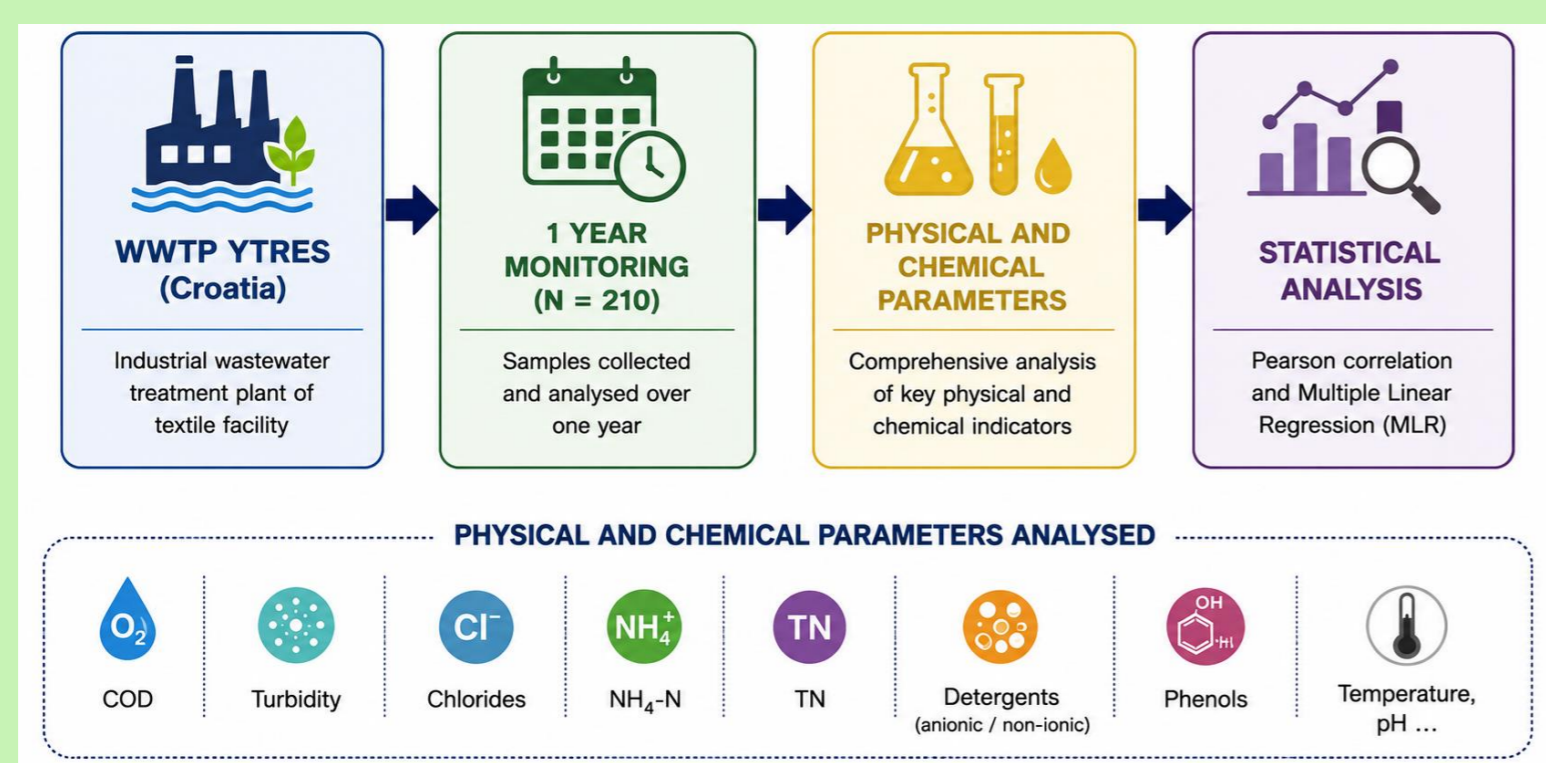 WWTP YTRES
(Croatia)
Industrial wastewater
treatment plant of
textile facility
1 YEAR
MONITORING
(N = 210)
Samples collected
and analysed over
one year
PHYSICAL AND
CHEMICAL
PARAMETERS
Comprehensive analysis
of key physical and
chemical indicators
STATISTICAL
ANALYSIS
Pearson correlation
and Multiple Linear
Regression (MLR)
PHYSICAL AND CHEMICAL PARAMETERS ANALYSED
O₂
COD
Turbidity
Cl⁻
Chlorides
NH₄⁺
NH₄-N
TN
TN
Detergents
(anionic / non-ionic)
OH
Phenols
Temperature,
pH ...